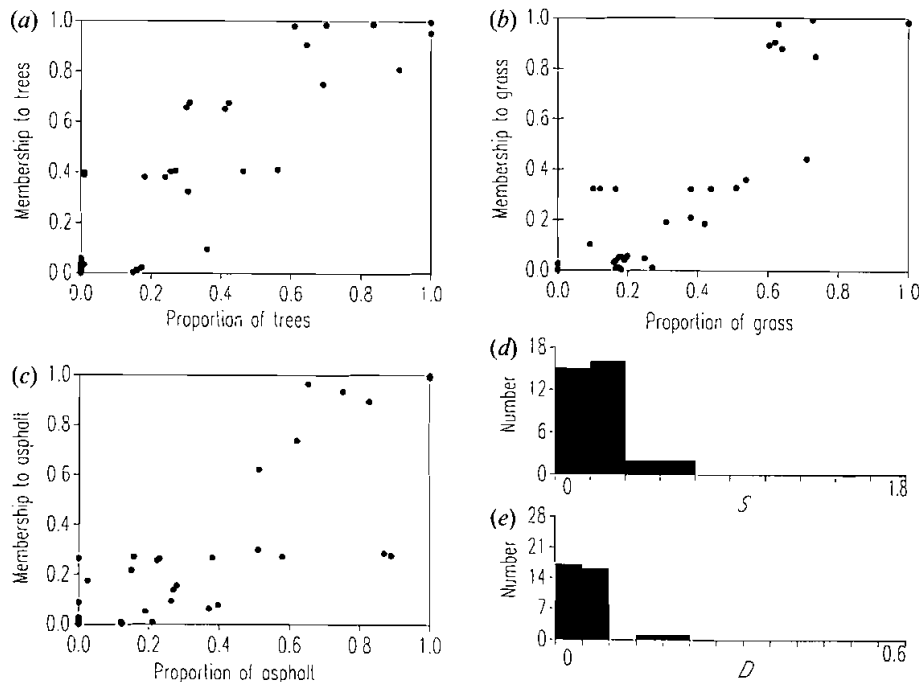 (a)
1.0
0.8
0.6
0.4
0.2
0.0
Membership to trees
0.0 0.2 0.4 0.6 0.8 1.0
Proportion of trees
(b)
1.0
0.8
0.6
0.4
0.2
0.0
Membership to grass
0.0 0.2 0.4 0.6 0.8 1.0
Proportion of grass
(c)
1.0
0.8
0.6
0.4
0.2
0.0
Membership to asphalt
0.0 0.2 0.4 0.6 0.8 1.0
Proportion of asphalt
(d)
18
12
6
0
Number
0 1.8
S
(e)
28
21
14
7
0
Number
0 0.6
D